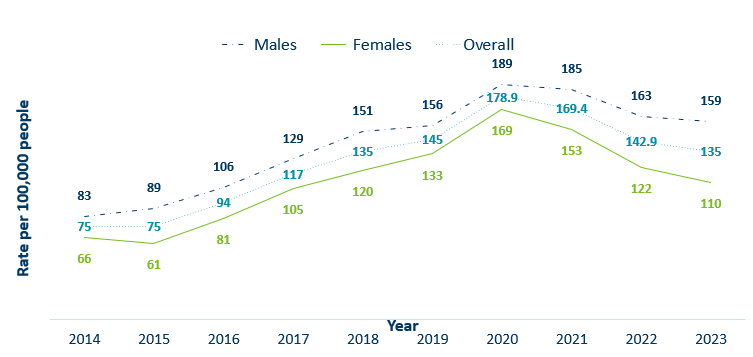 Males Females Overall
Rate per 100,000 people
83 89 106 129 151 156 189 185 163 159
75 75 94 117 135 145 178.9 169.4 142.9 135
66 61 81 105 120 133 169 153 122 110
Year
2014 2015 2016 2017 2018 2019 2020 2021 2022 2023